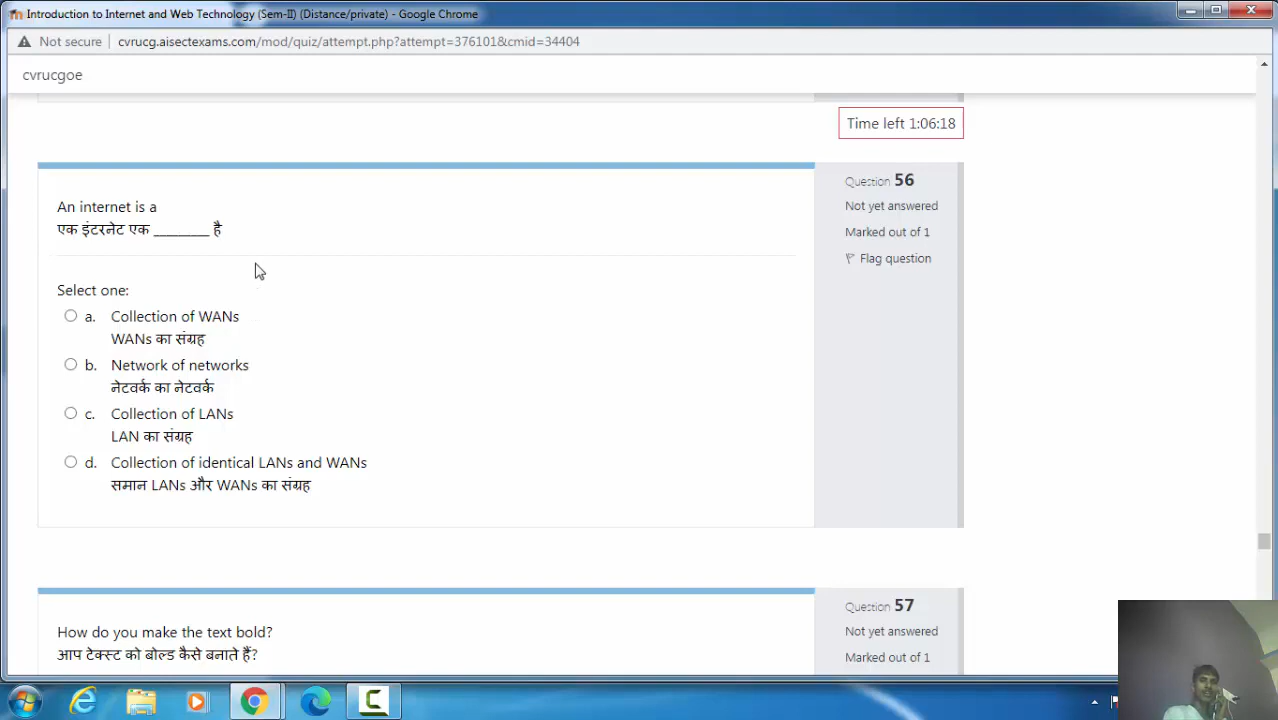 Introduction to Internet and Web Technology (Sem-II) (Distance/private) - Google Chrome
Not secure | cvrucg.aisectexams.com/mod/quiz/attempt.php?attempt=376101&cmid=34404
cvrucgoe
Time left 1:06:18
An internet is a
एक इंटरनेट एक _________ है
Select one:
a. Collection of WANs
WANs का संग्रह
b. Network of networks
नेटवर्क का नेटवर्क
c. Collection of LANs
LAN का संग्रह
d. Collection of identical LANs and WANs
समान LANs और WANs का संग्रह
Question 56
Not yet answered
Marked out of 1
Flag question
How do you make the text bold?
आप टेक्स्ट को बोल्ड कैसे बनाते हैं?
Question 57
Not yet answered
Marked out of 1